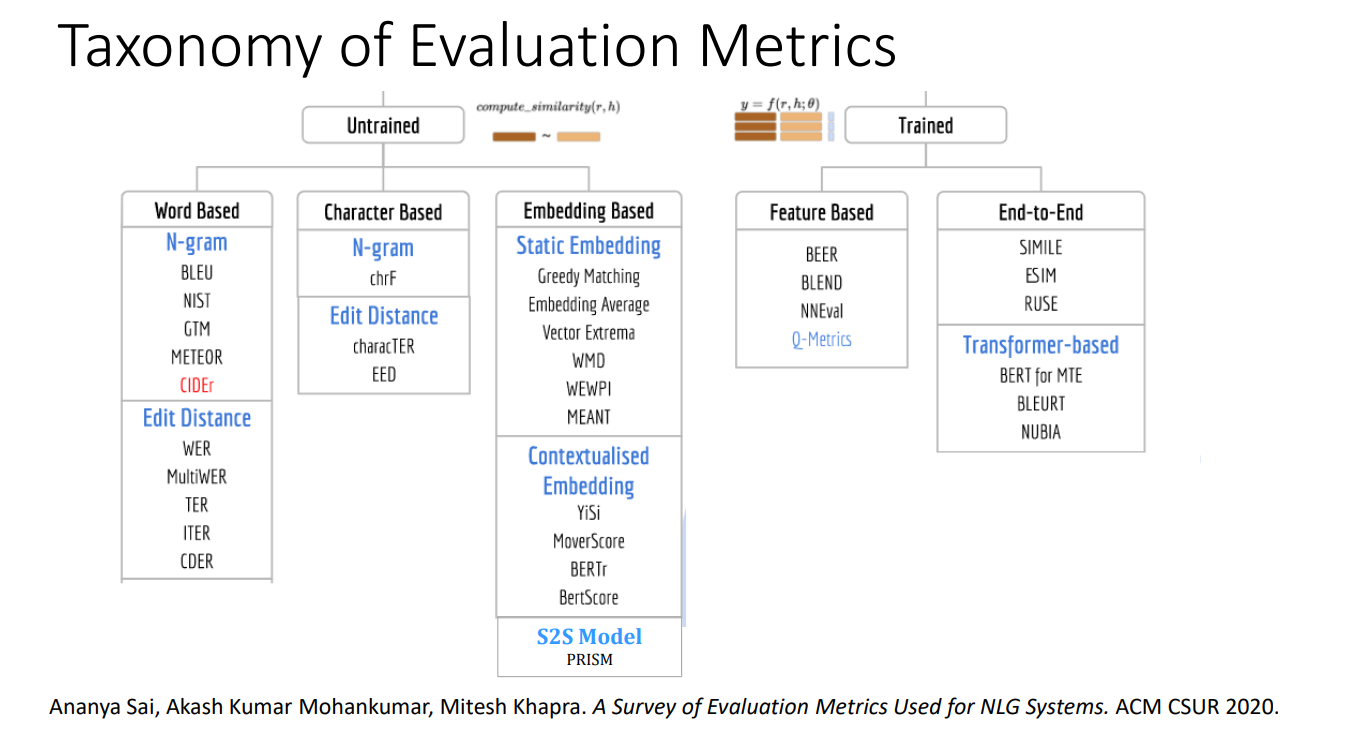 Taxonomy of Evaluation Metrics
compute_similarity(r, h)
~
Untrained
y = f(r, h; θ)
Trained
Word Based
N-gram
BLEU
NIST
GTM
METEOR
CIDEr
Edit Distance
WER
MultiWER
TER
ITER
CDER
Character Based
N-gram
chrF
Edit Distance
characTER
EED
Embedding Based
Static Embedding
Greedy Matching
Embedding Average
Vector Extrema
WMD
WEWPI
MEANT
Contextualised
Embedding
YiSi
MoverScore
BERTr
BertScore
S2S Model
PRISM
Feature Based
BEER
BLEND
NNEval
Q-Metrics
End-to-End
SIMILE
ESIM
RUSE
Transformer-based
BERT for MTE
BLEURT
NUBIA
Ananya Sai, Akash Kumar Mohankumar, Mitesh Khapra. A Survey of Evaluation Metrics Used for NLG Systems. ACM CSUR 2020.